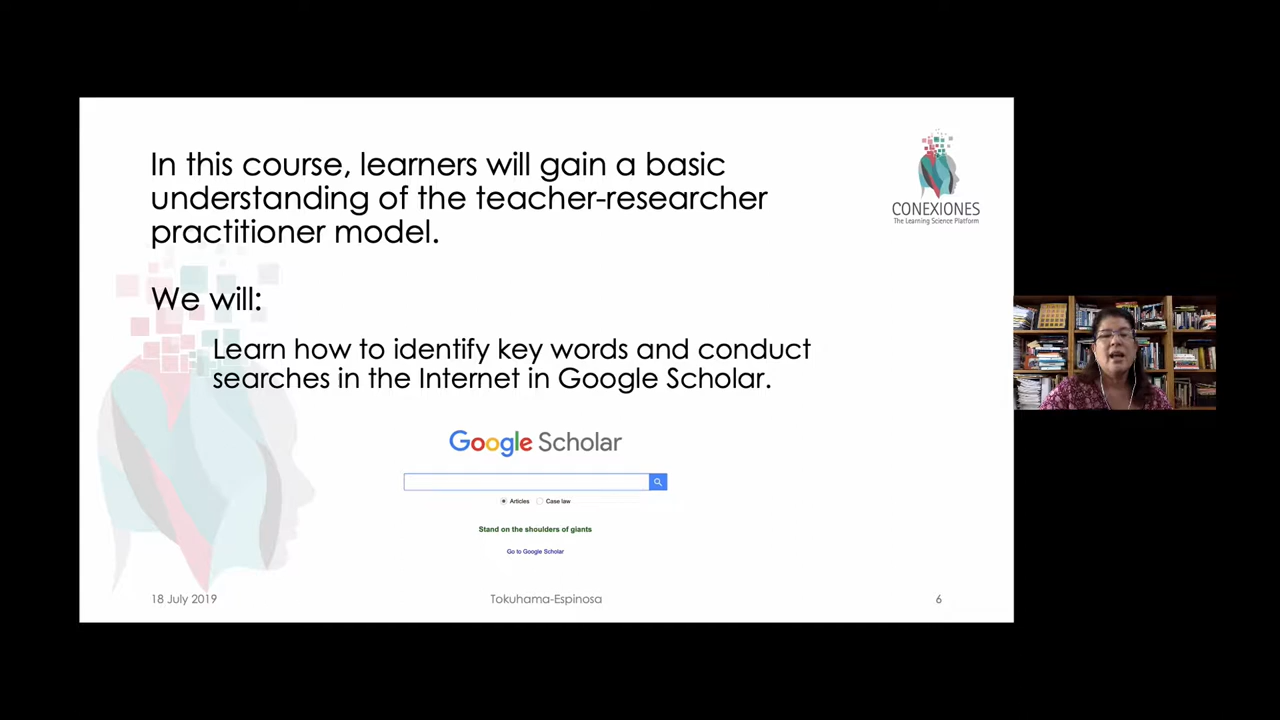 In this course, learners will gain a basic
understanding of the teacher-researcher
practitioner model.
CONEXIONES
The Learning Science Platform
We will:
Learn how to identify key words and conduct
searches in the Internet in Google Scholar.
Google Scholar
Articles Case law
Stand on the shoulders of giants
Go to Google Scholar
18 July 2019 Tokuhama-Espinosa 6